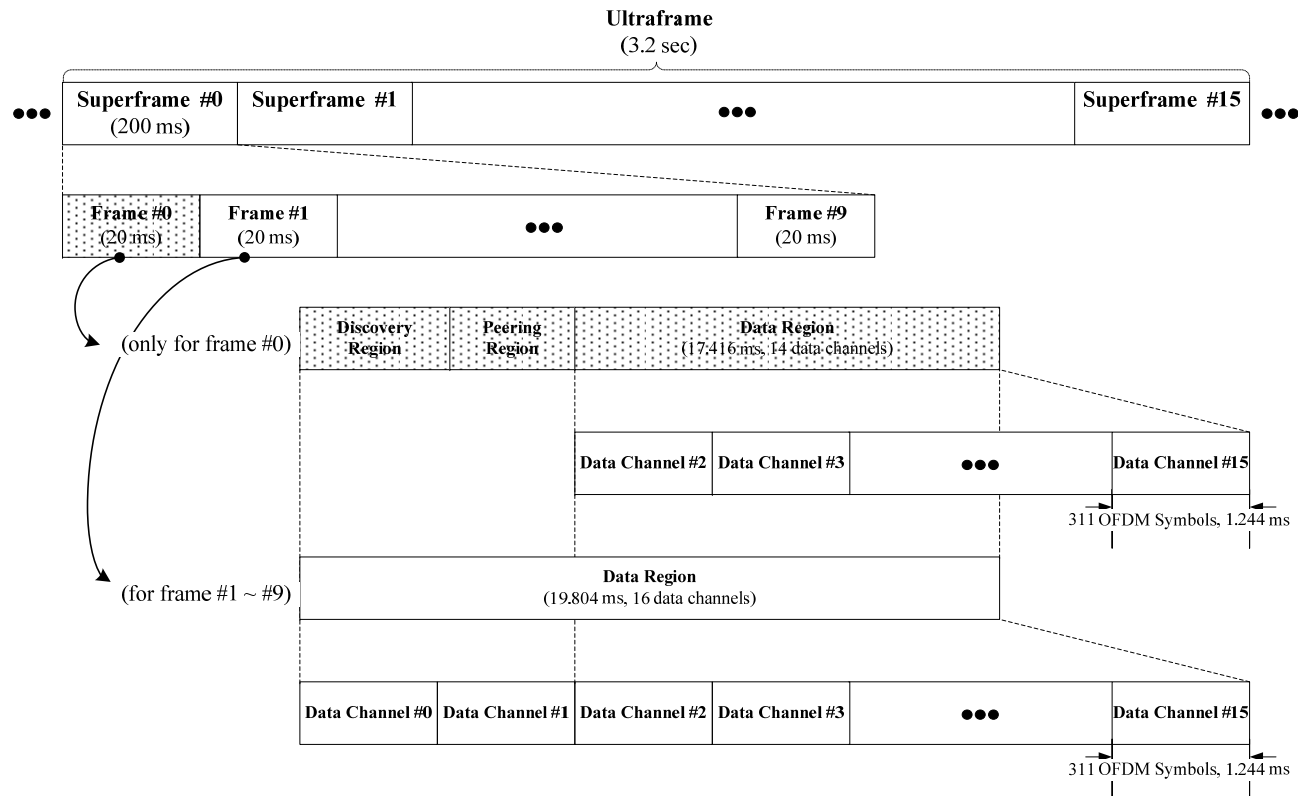 Ultraframe
(3.2 sec)
Superframe #0
(200 ms)
Superframe #1
Superframe #15
Frame #0
(20 ms)
Frame #1
(20 ms)
Frame #9
(20 ms)
(only for frame #0)
Discovery
Region
Peering
Region
Data Region
(17.416 ms, 14 data channels)
Data Channel #2
Data Channel #3
Data Channel #15
311 OFDM Symbols, 1.244 ms
(for frame #1 ~ #9)
Data Region
(19.804 ms, 16 data channels)
Data Channel #0
Data Channel #1
Data Channel #2
Data Channel #3
Data Channel #15
311 OFDM Symbols, 1.244 ms